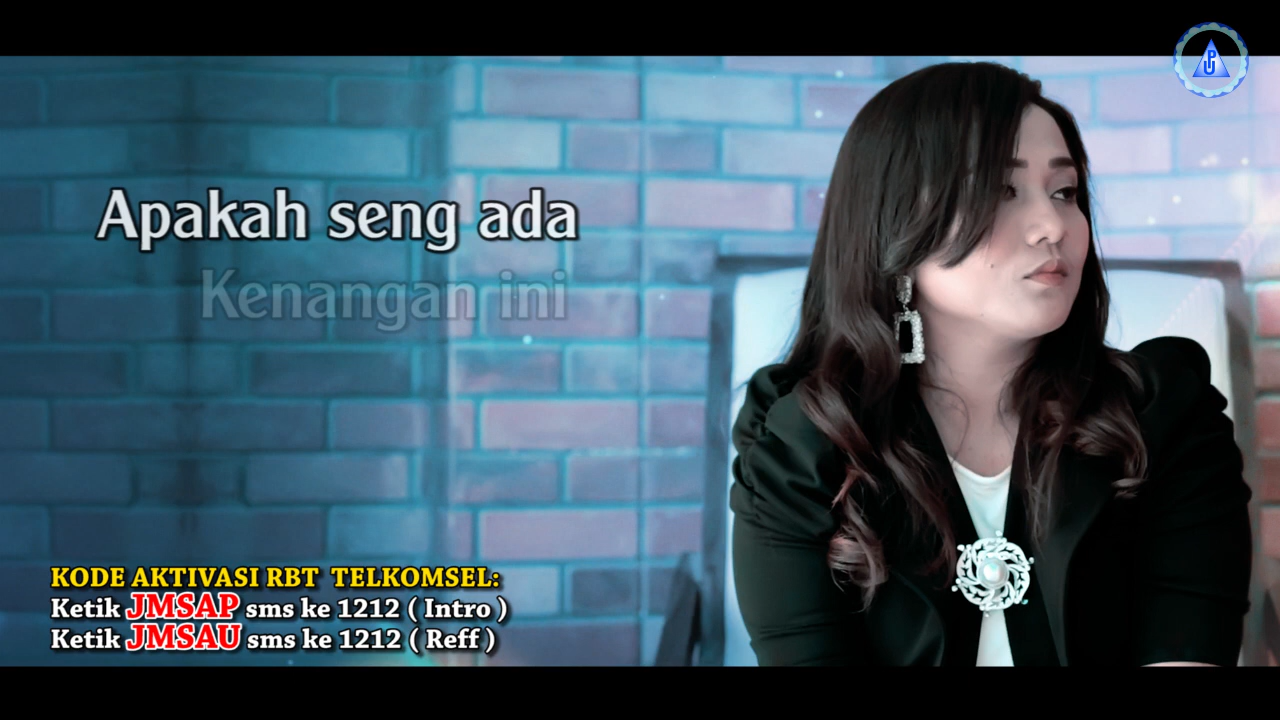 Apakah seng ada
Kenangan ini
KODE AKTIVASI RBT TELKOMSEL:
Ketik JMSAP sms ke 1212 ( Intro )
Ketik JMSAU sms ke 1212 ( Reff )